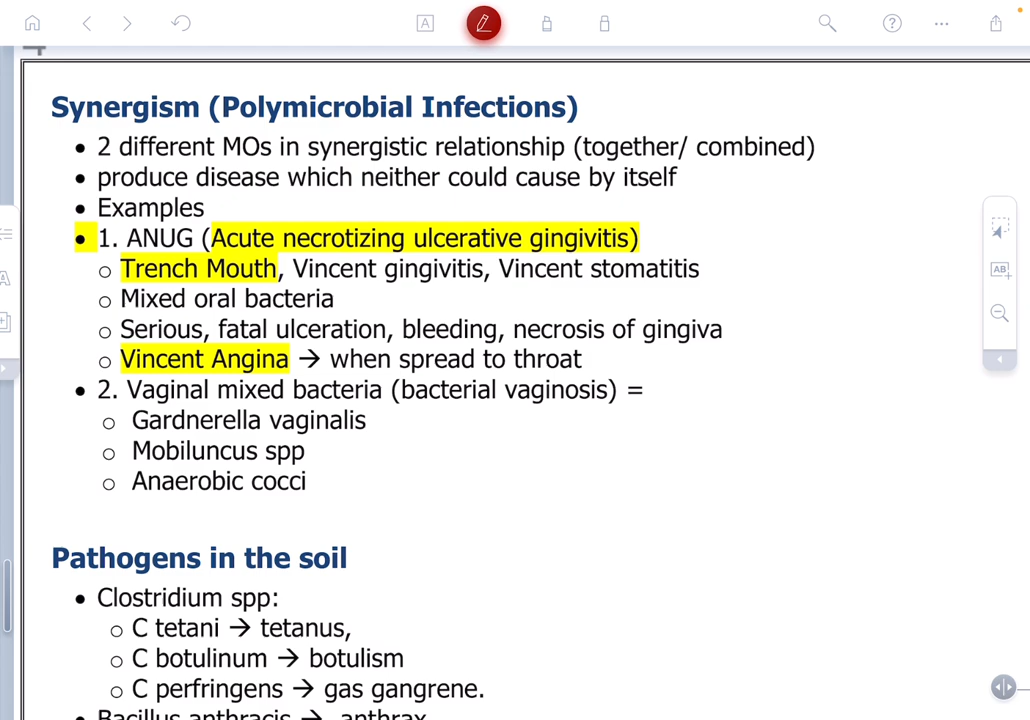 Synergism (Polymicrobial Infections)
• 2 different MOs in synergistic relationship (together/ combined)
• produce disease which neither could cause by itself
• Examples
• 1. ANUG (Acute necrotizing ulcerative gingivitis)
o Trench Mouth, Vincent gingivitis, Vincent stomatitis
o Mixed oral bacteria
o Serious, fatal ulceration, bleeding, necrosis of gingiva
o Vincent Angina → when spread to throat
• 2. Vaginal mixed bacteria (bacterial vaginosis) =
o Gardnerella vaginalis
o Mobiluncus spp
o Anaerobic cocci
Pathogens in the soil
• Clostridium spp:
o C tetani → tetanus,
o C botulinum → botulism
o C perfringens → gas gangrene.
• Bacillus anthracis → anthrax